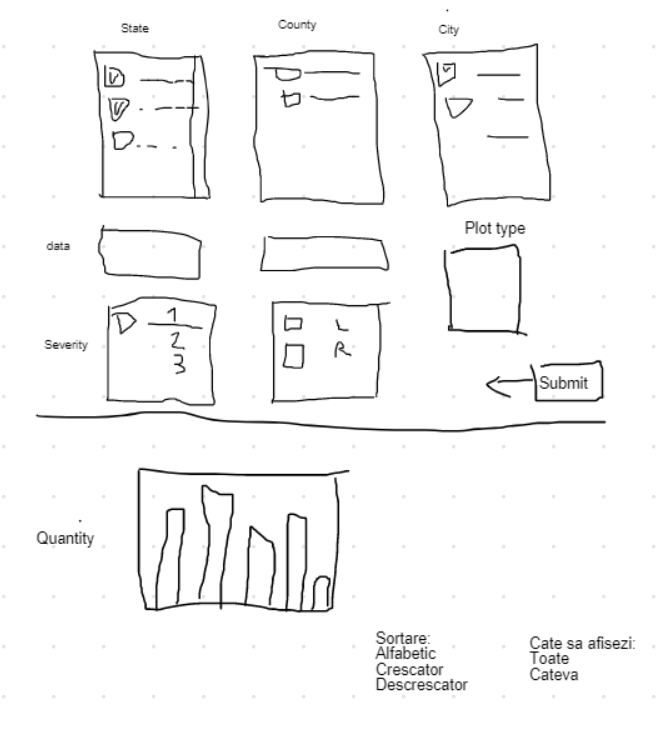 State
County
City
data
Plot type
Severity
1
2
3
L
R
Submit
Quantity
Sortare:
Alfabetic
Crescator
Descrescator
Cate sa afisezi:
Toate
Cateva